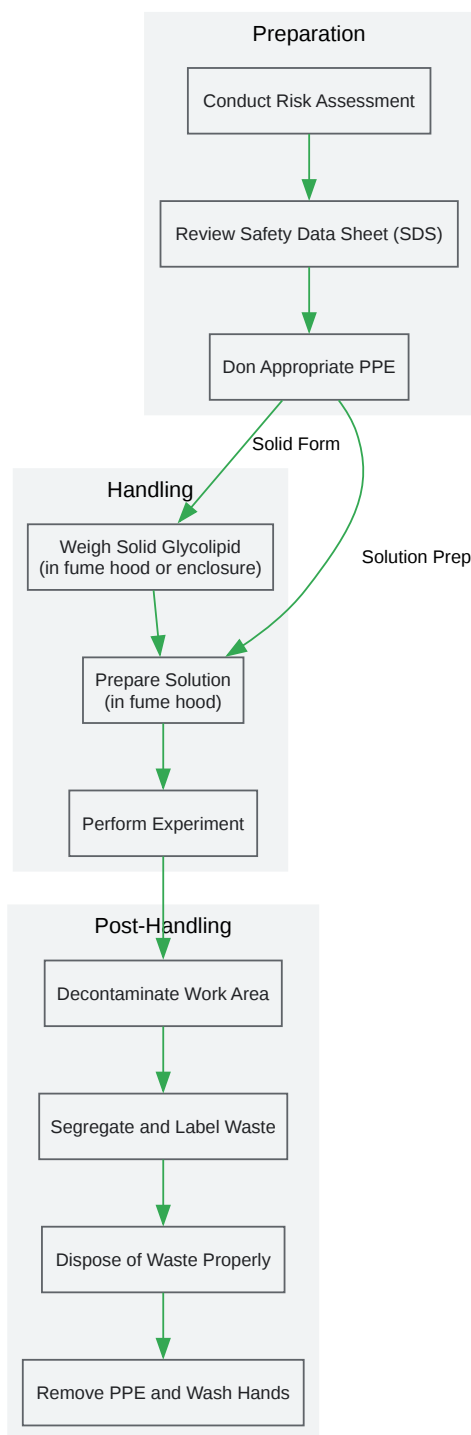 Preparation
Conduct Risk Assessment
Review Safety Data Sheet (SDS)
Don Appropriate PPE
Solid Form
Handling
Weigh Solid Glycolipid
(in fume hood or enclosure)
Solution Prep
Prepare Solution
(in fume hood)
Perform Experiment
Post-Handling
Decontaminate Work Area
Segregate and Label Waste
Dispose of Waste Properly
Remove PPE and Wash Hands